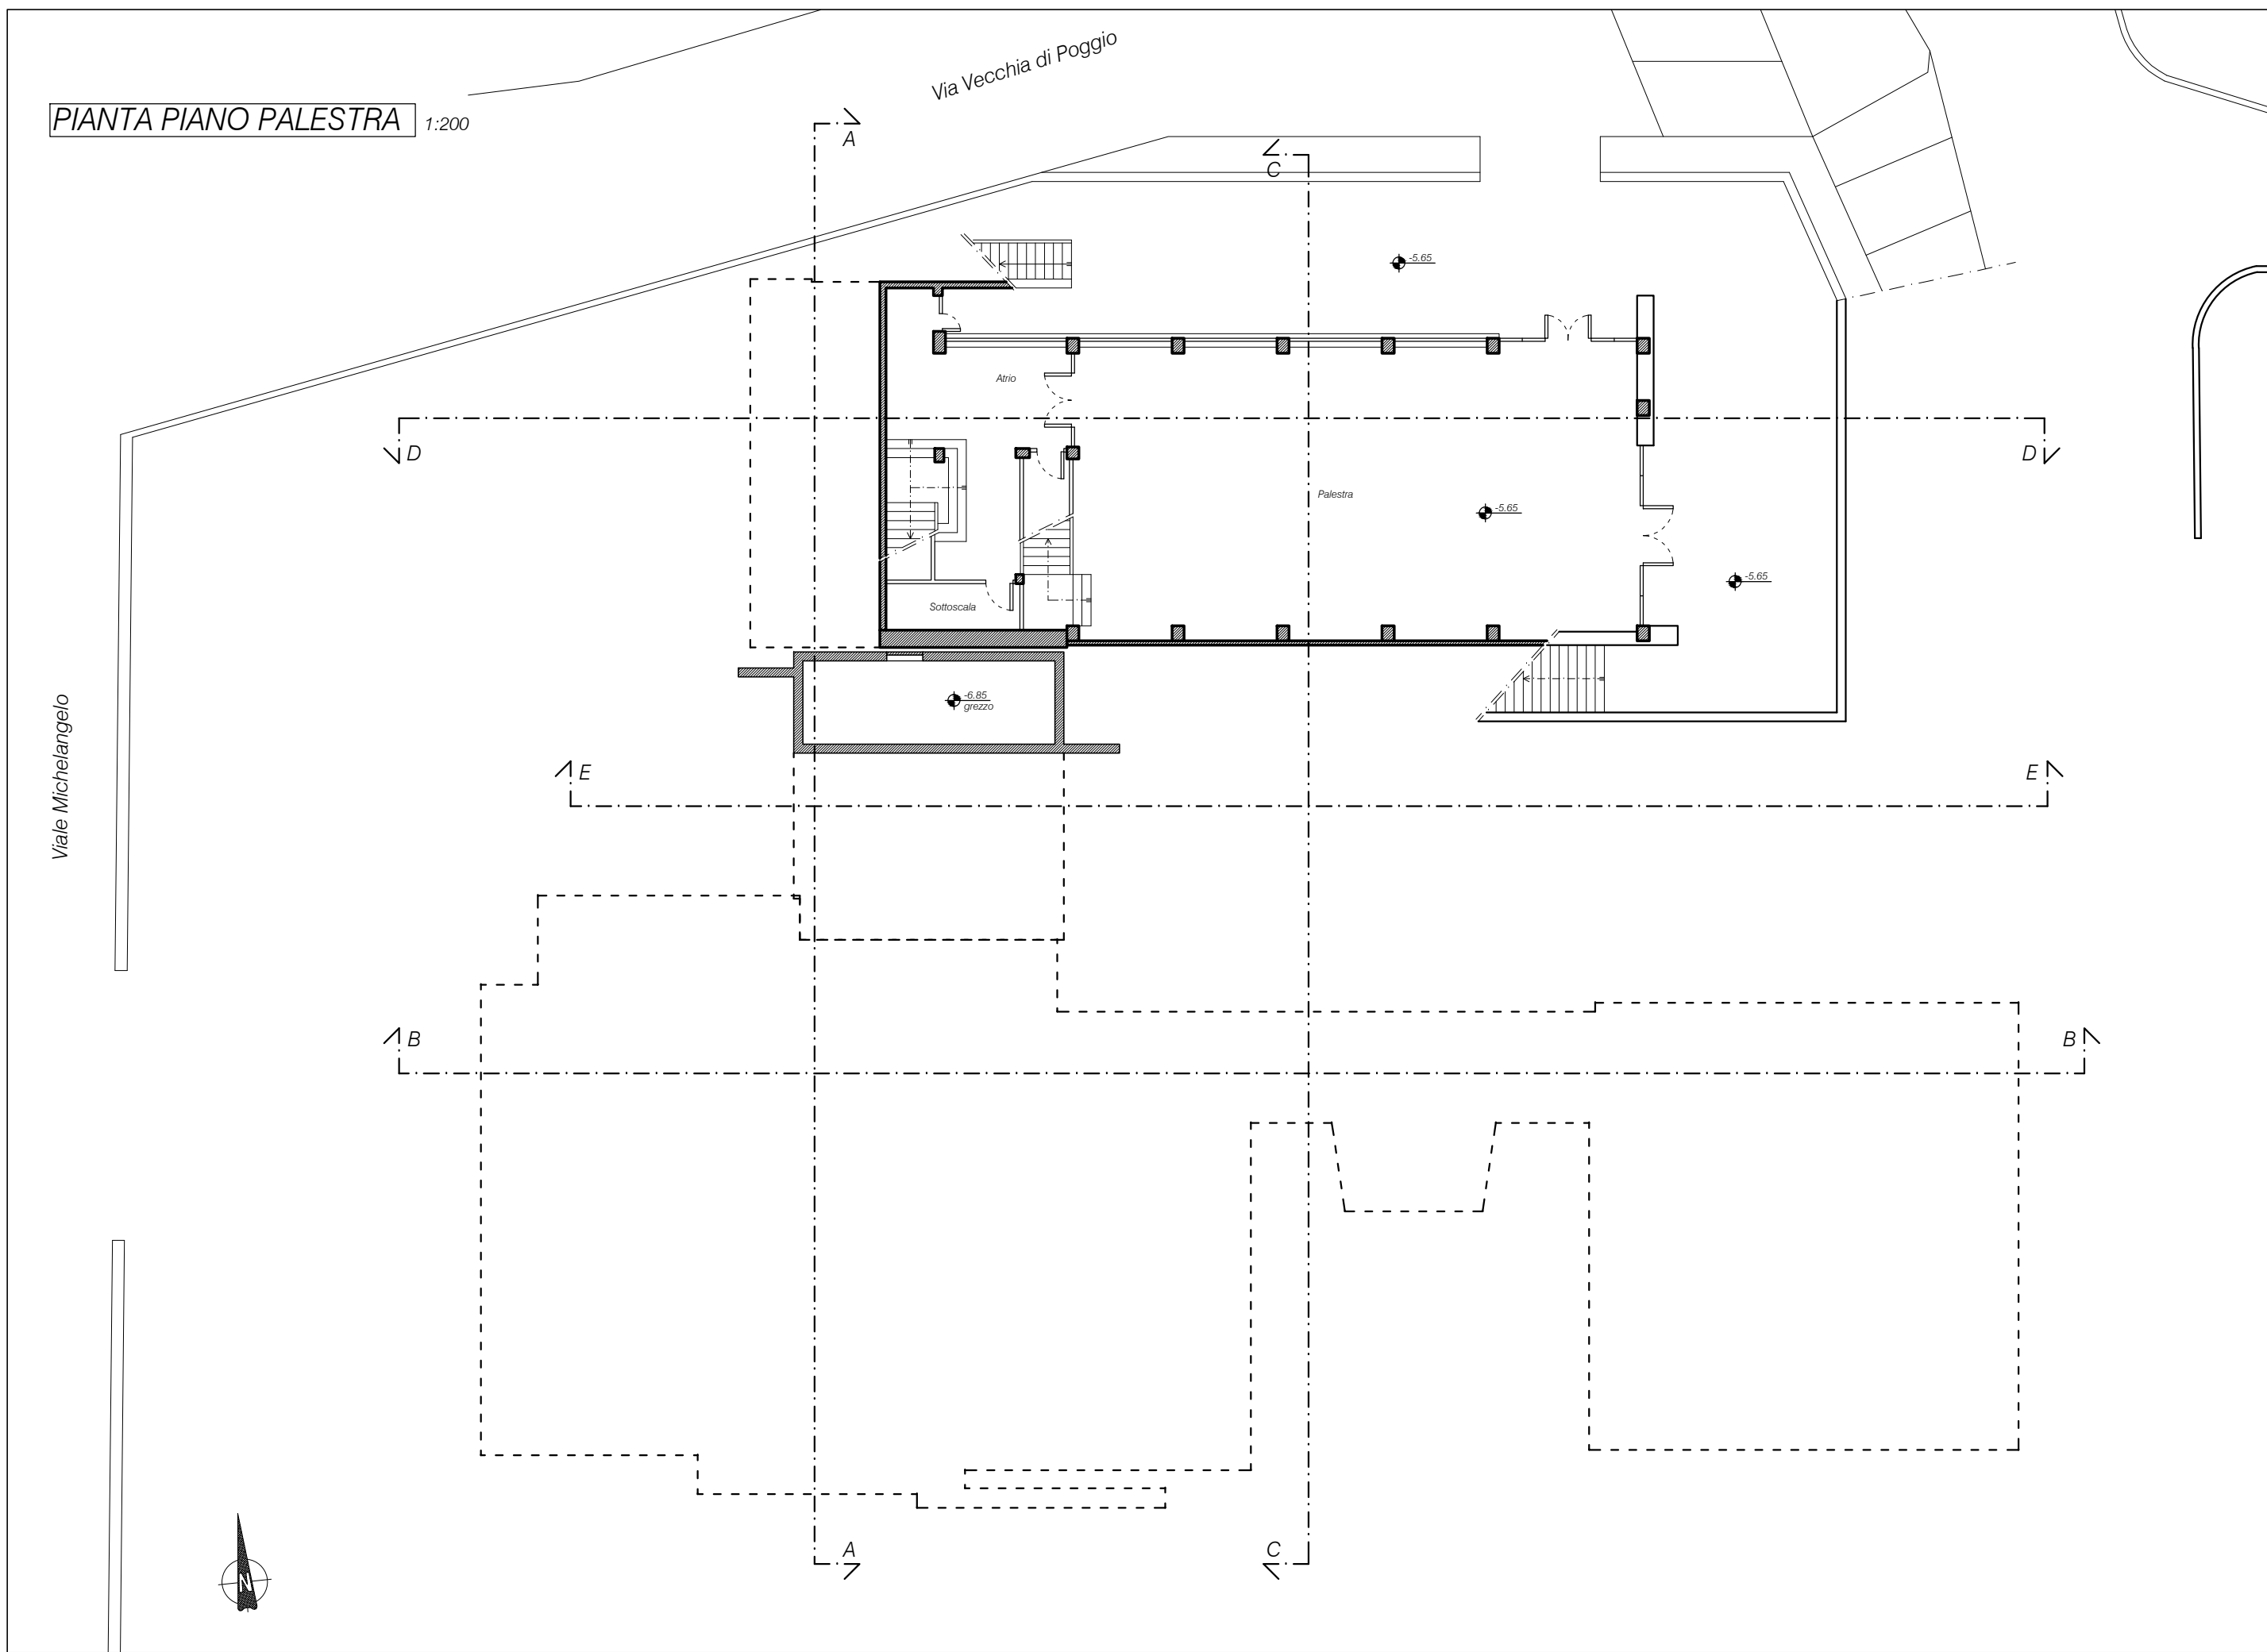 Via Vecchia di Poggio
PIANTA PIANO PALESTRA 1:200
A
C
-5.65
Atrio
D
D
Palestra
-5.65
-5.65
Sottoscala
-6.85
grezzo
Viale Michelangelo
E
E
B
B
A
C
N